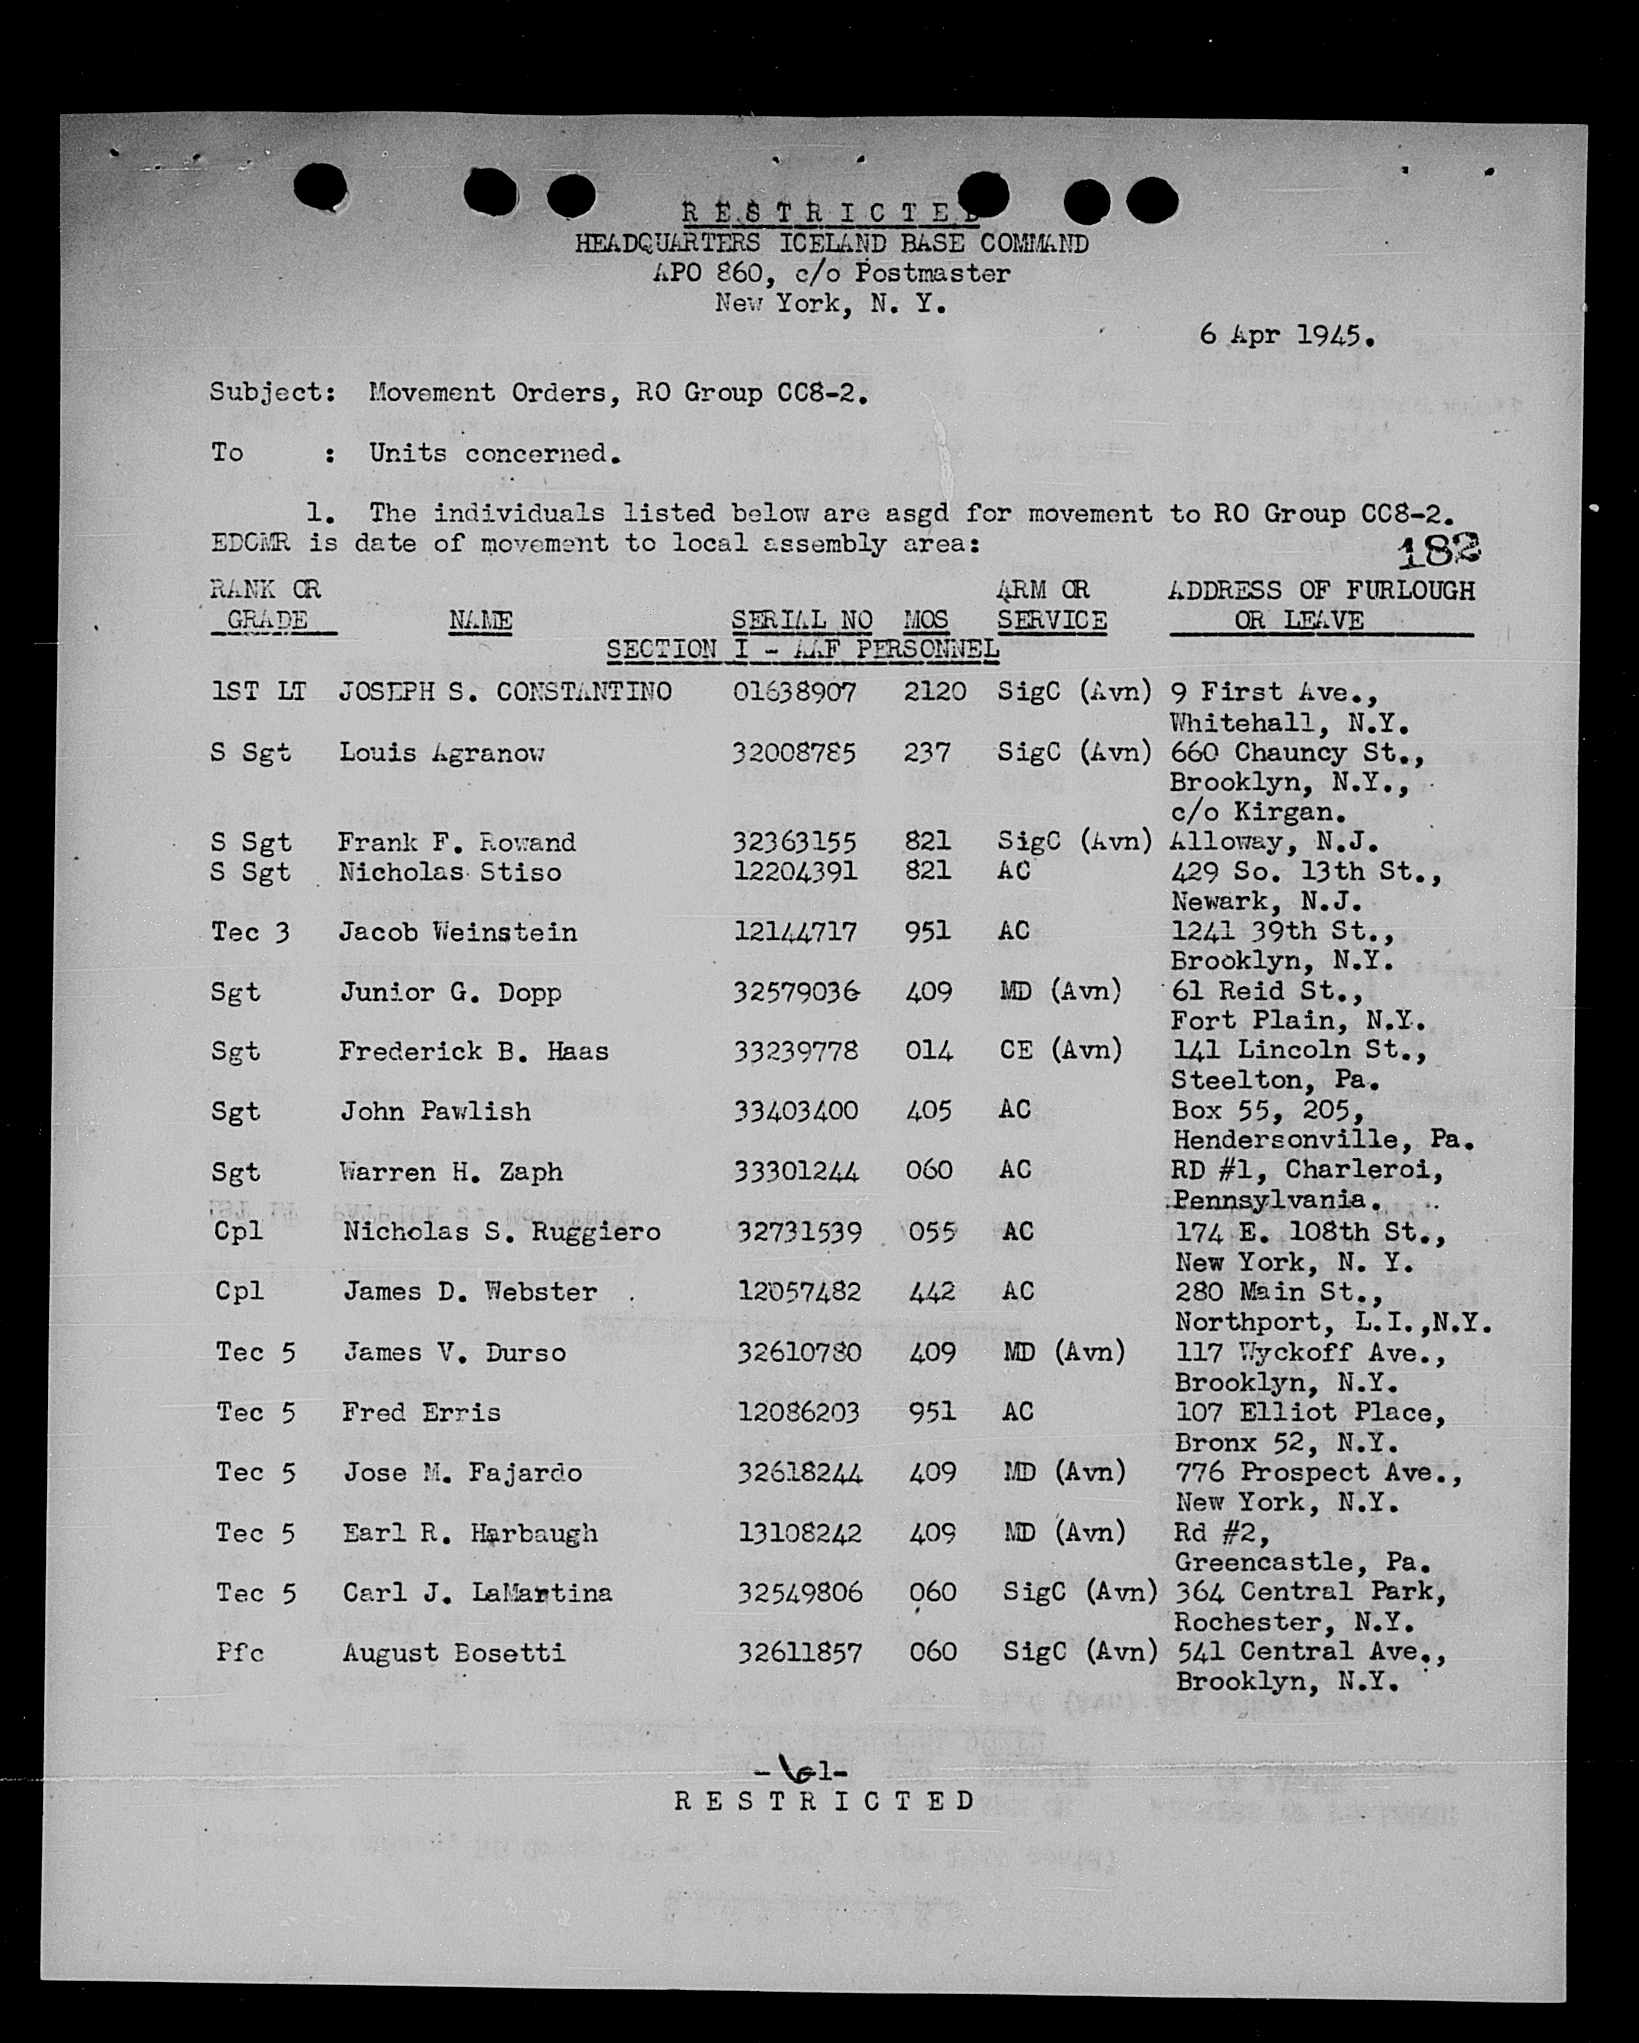 RESTRICTED
HEADQUARTERS ICELAND BASE COMMAND
APO 860, c/o Postmaster
New York, N. Y.
6 Apr 1945.
Subject: Movement Orders, RO Group CC8-2.
To : Units concerned.
1. The individuals listed below are asgd for movement to RO Group CC8-2.
EDCMR is date of movement to local assembly area:
182
RANK OR ARM OR ADDRESS OF FURLOUGH
GRADE NAME SERIAL NO MOS SERVICE OR LEAVE
SECTION I - AAF PERSONNEL
1ST LT JOSEPH S. CONSTANTINO 01638907 2120 SigC (Avn) 9 First Ave.,
Whitehall, N.Y.
S Sgt Louis Agranow 32008785 237 SigC (Avn) 660 Chauncy St.,
Brooklyn, N.Y.,
c/o Kirgan.
S Sgt Frank F. Rowand 32363155 821 SigC (Avn) Alloway, N.J.
S Sgt Nicholas Stiso 12204391 821 AC 429 So. 13th St.,
Newark, N.J.
Tec 3 Jacob Weinstein 12144717 951 AC 1241 39th St.,
Brooklyn, N.Y.
Sgt Junior G. Dopp 32579036 409 MD (Avn) 61 Reid St.,
Fort Plain, N.Y.
Sgt Frederick B. Haas 33239778 014 CE (Avn) 141 Lincoln St.,
Steelton, Pa.
Sgt John Pawlish 33403400 405 AC Box 55, 205,
Hendersonville, Pa.
Sgt Warren H. Zaph 33301244 060 AC RD #1, Charleroi,
Pennsylvania.
Cpl Nicholas S. Ruggiero 32731539 055 AC 174 E. 108th St.,
New York, N. Y.
Cpl James D. Webster 12057482 442 AC 280 Main St.,
Northport, L.I.,N.Y.
Tec 5 James V. Durso 32610780 409 MD (Avn) 117 Wyckoff Ave.,
Brooklyn, N.Y.
Tec 5 Fred Erris 12086203 951 AC 107 Elliot Place,
Bronx 52, N.Y.
Tec 5 Jose M. Fajardo 32618244 409 MD (Avn) 776 Prospect Ave.,
New York, N.Y.
Tec 5 Earl R. Harbaugh 13108242 409 MD (Avn) Rd #2,
Greencastle, Pa.
Tec 5 Carl J. LaMartina 32549806 060 SigC (Avn) 364 Central Park,
Rochester, N.Y.
Pfc August Bosetti 32611857 060 SigC (Avn) 541 Central Ave.,
Brooklyn, N.Y.
-1-
RESTRICTED